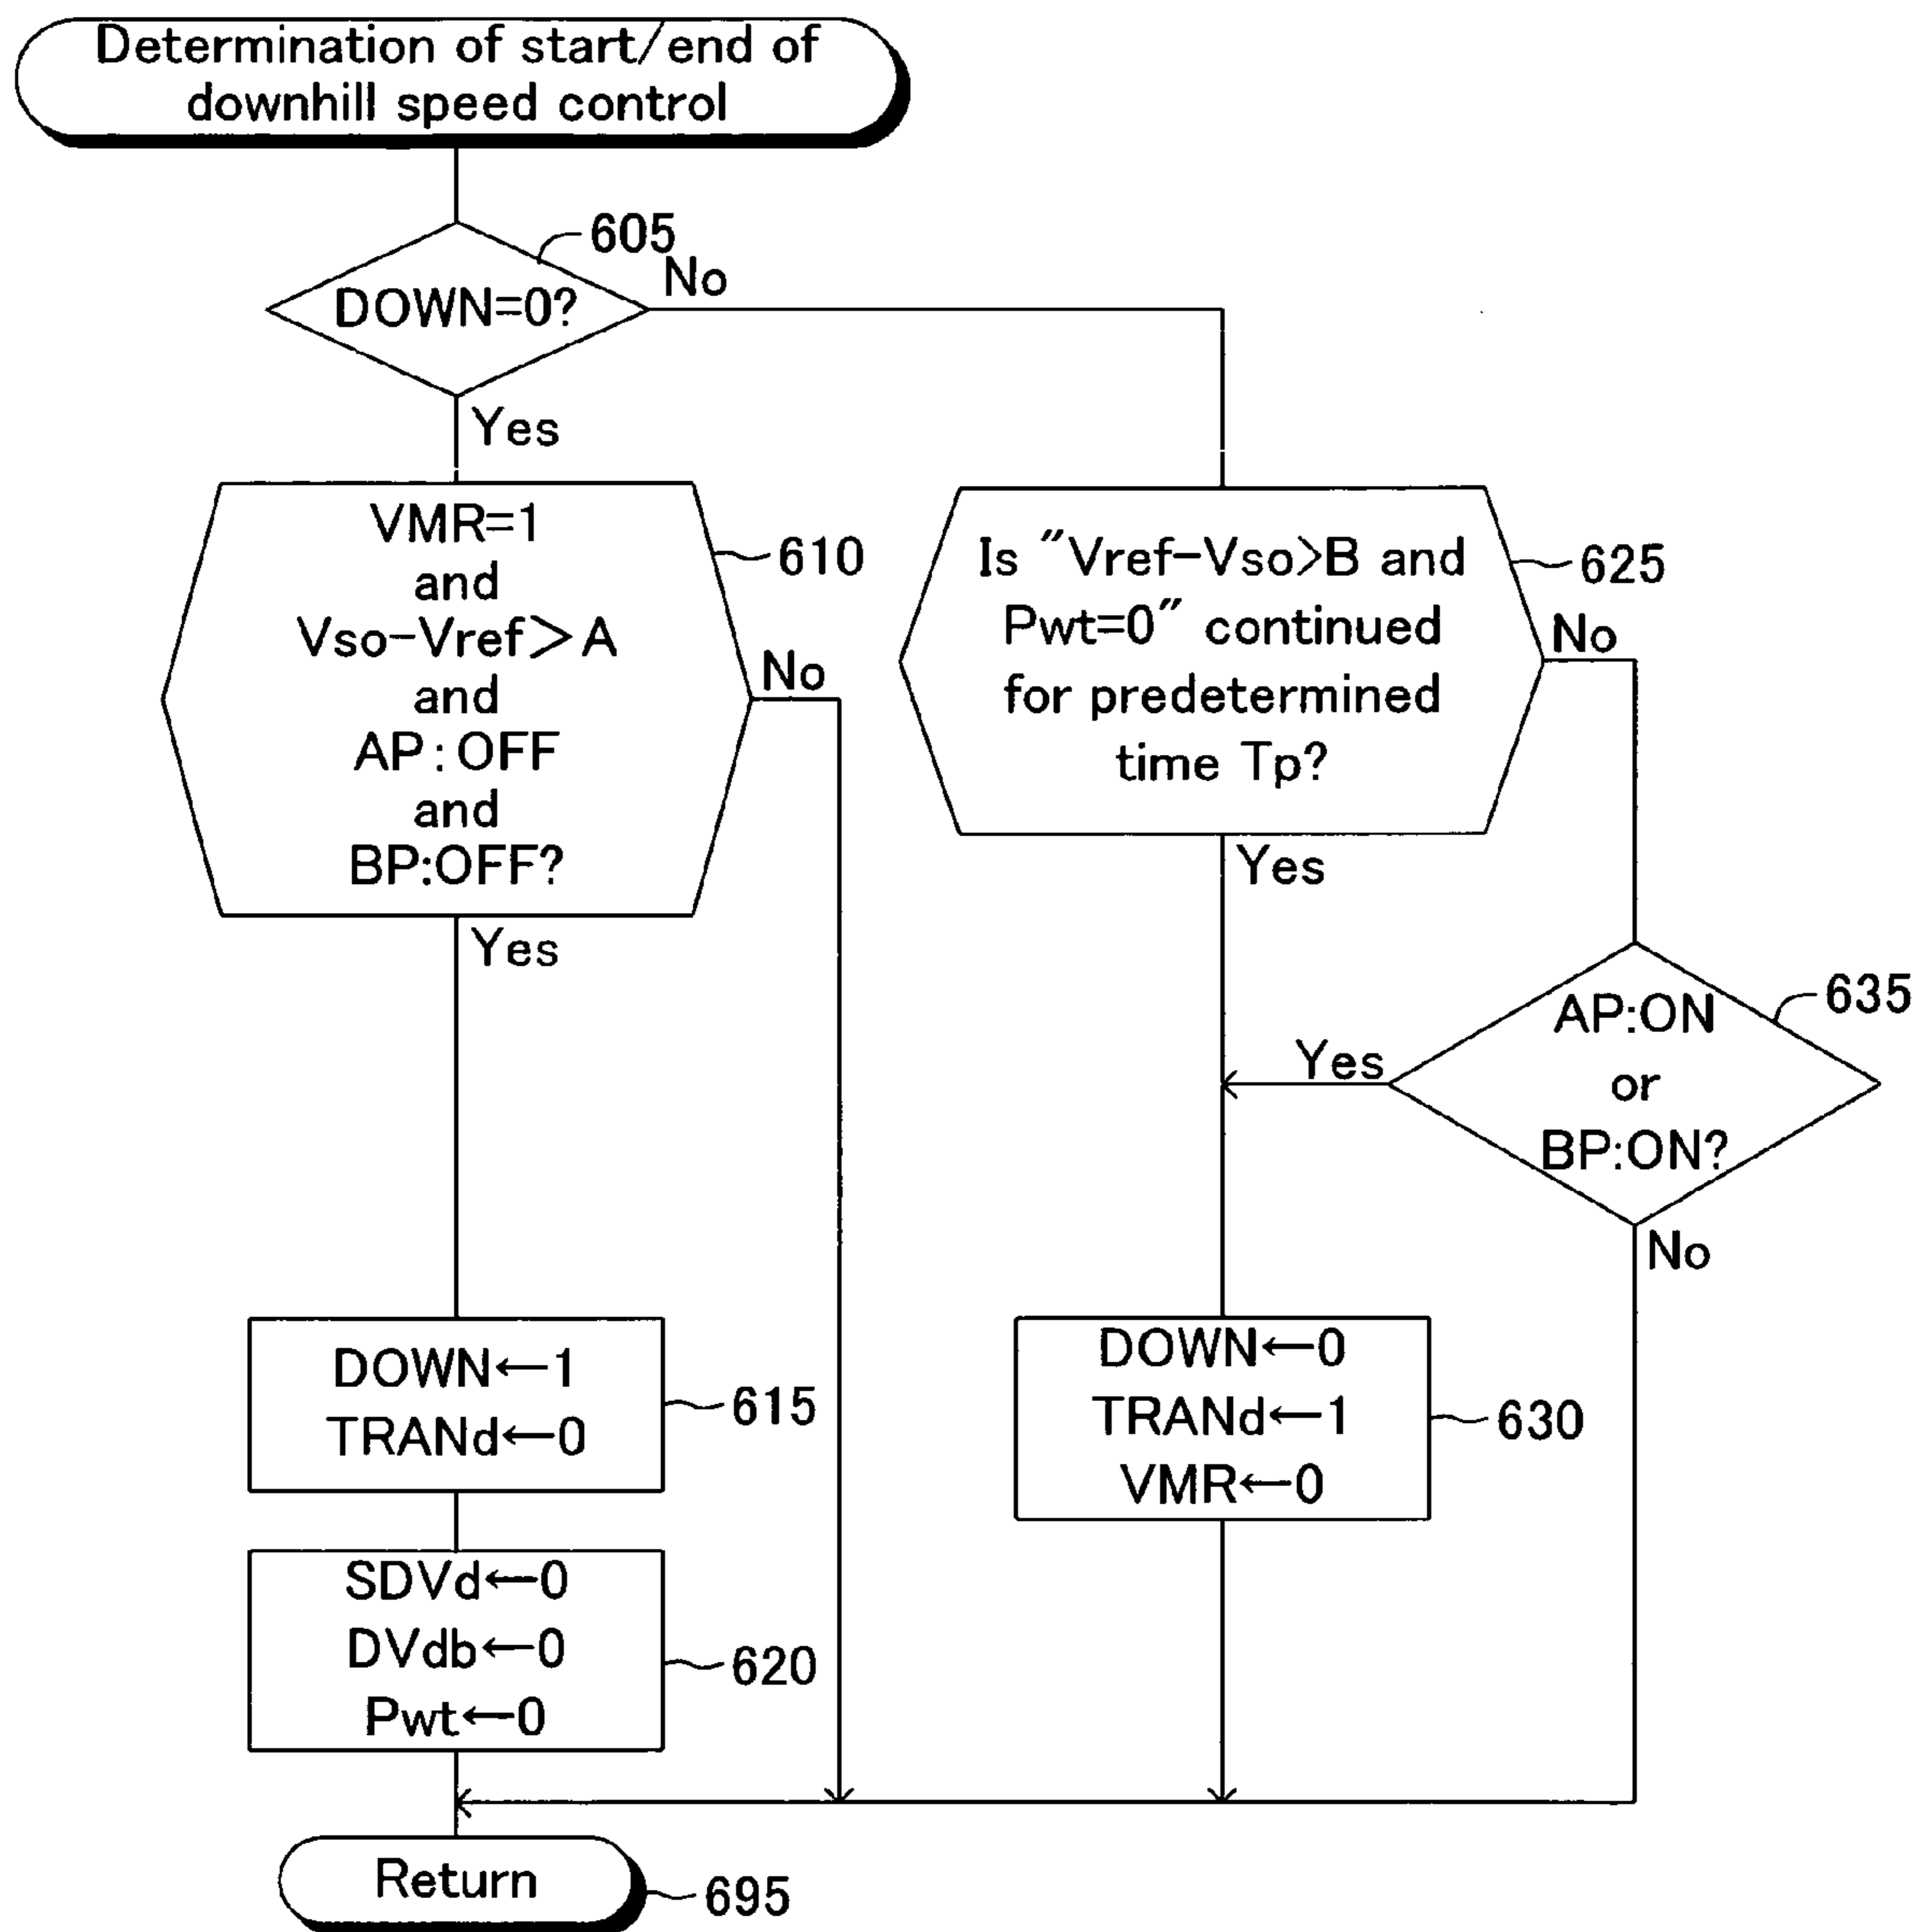 Determination of start/end of
downhill speed control
605
DOWN=0?
No
Yes
VMR=1
and
Vso-Vref>A
and
AP:OFF
and
BP:OFF?
610
No
Yes
Is "Vref-Vso>B and
Pwt=0" continued
for predetermined
time Tp?
625
No
Yes
AP:ON
or
BP:ON?
635
Yes
No
DOWN←1
TRANd←0
615
DOWN←0
TRANd←1
VMR←0
630
SDVd←0
DVdb←0
Pwt←0
620
Return
695